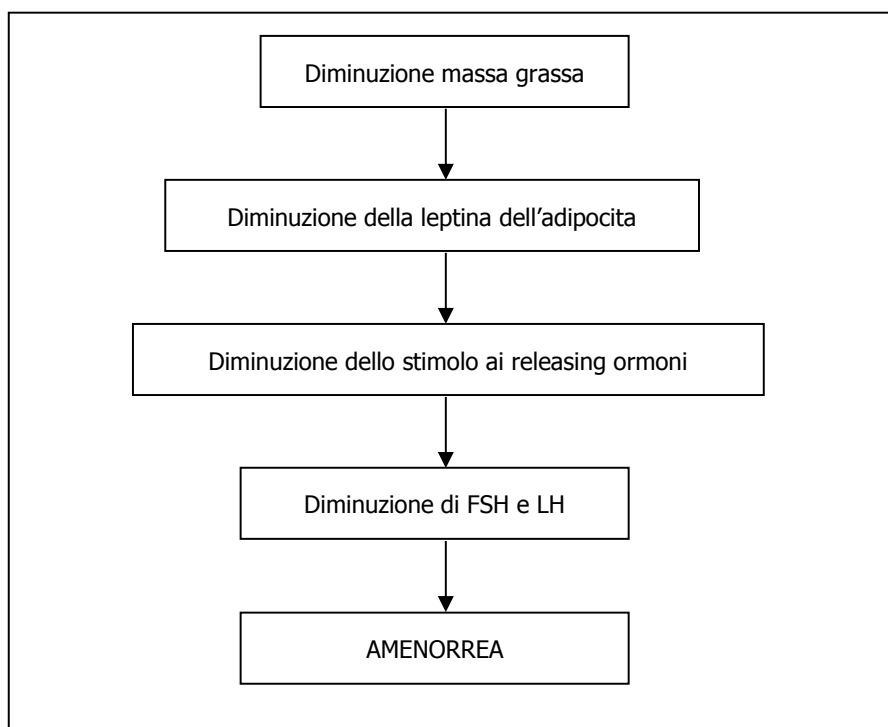 Diminuzione massa grassa
Diminuzione della leptina dell’adipocita
Diminuzione dello stimolo ai releasing ormoni
Diminuzione di FSH e LH
AMENORREA